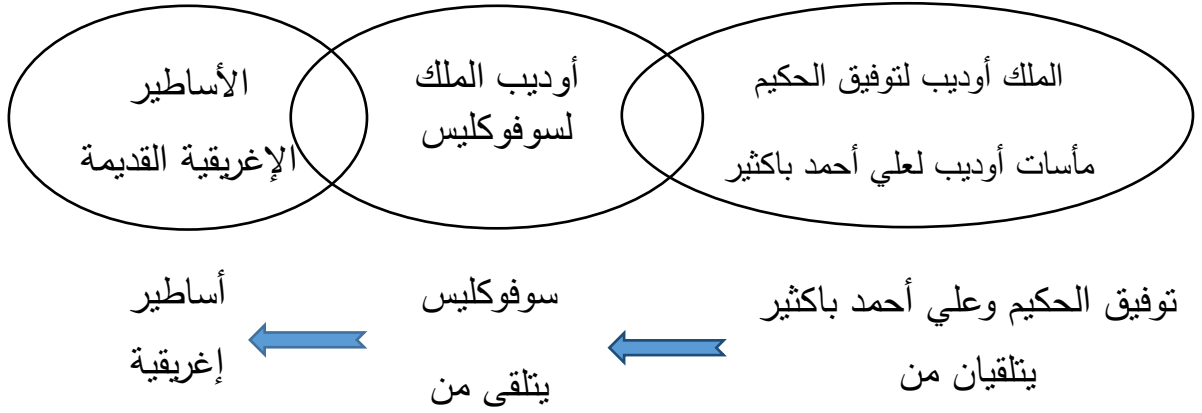 الملك أوديب لتوفيق الحكيم
مأسات أوديب لعلي أحمد باكثير
أوديب الملك
لسوفوكليس
الأساطير
الإغريقية القديمة
توفيق الحكيم وعلي أحمد باكثير
يتلقيان من
سوفوكليس
يتلقى من
أساطير
إغريقية